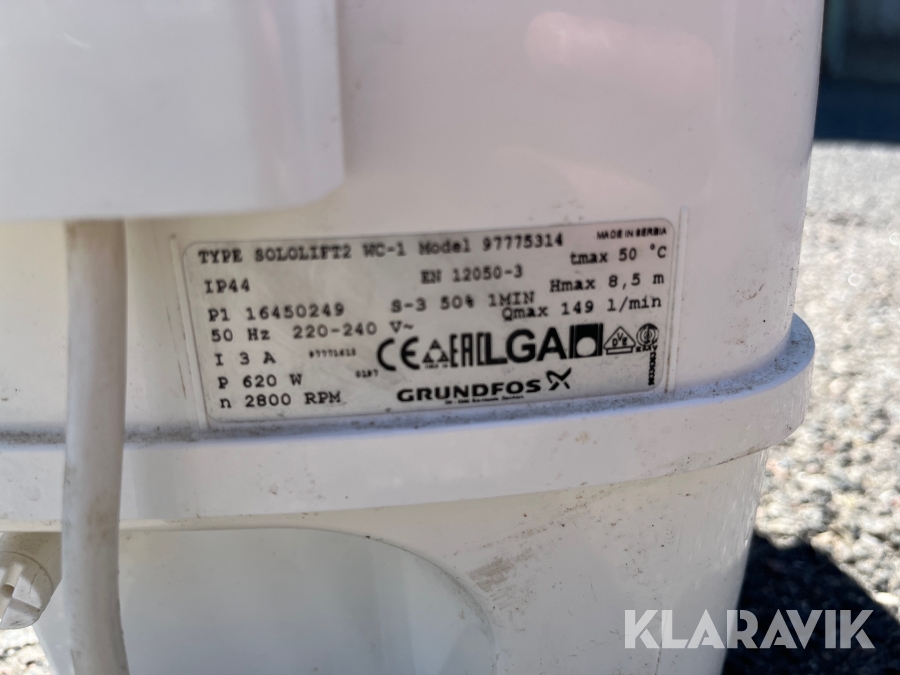 TYPE SOLOLIFT2 WC-1 Model 97775314 MADE IN SERBIA
IP44 EN 12050-3 tmax 50 °C
P1 16450249 S-3 50% 1MIN Hmax 8,5 m
50 Hz 220-240 V~ Qmax 149 l/min
I 3 A 97771613 CE EAC LGA
P 620 W 0197
n 2800 RPM GRUNDFOS
KLARAVIK